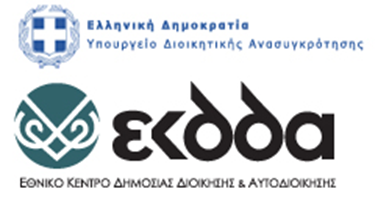 Ελληνική Δημοκρατία
Υπουργείο Διοικητικής Ανασυγκρότησης
εκδδα
ΕΘΝΙΚΟ ΚΕΝΤΡΟ ΔΗΜΟΣΙΑΣ ΔΙΟΙΚΗΣΗΣ & ΑΥΤΟΔΙΟΙΚΗΣΗΣ